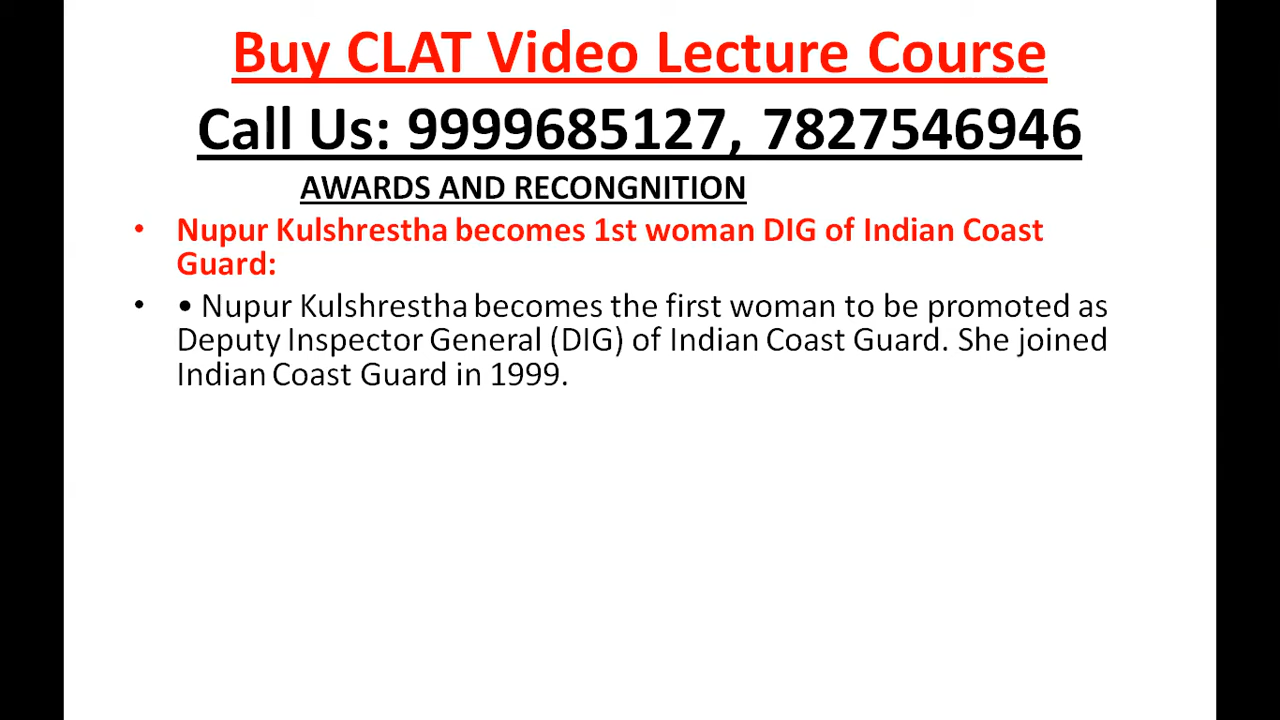 Buy CLAT Video Lecture Course
Call Us: 9999685127, 7827546946
AWARDS AND RECONGNITION
• Nupur Kulshrestha becomes 1st woman DIG of Indian Coast
Guard:
• • Nupur Kulshrestha becomes the first woman to be promoted as
Deputy Inspector General (DIG) of Indian Coast Guard. She joined
Indian Coast Guard in 1999.